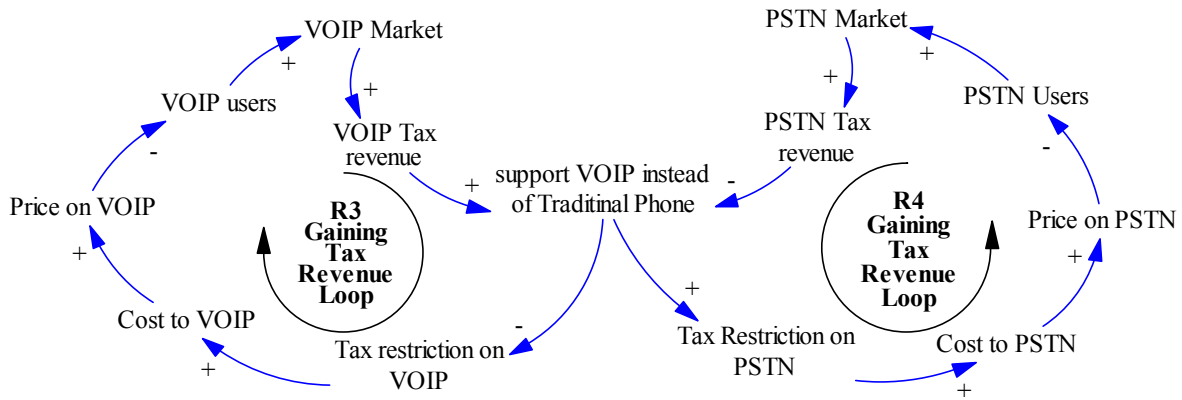 VOIP Market
+
VOIP users
+
VOIP Tax
revenue
-
Price on VOIP
+
+
Cost to VOIP
+
Tax restriction on
VOIP
-
R3
Gaining
Tax
Revenue
Loop
support VOIP instead
of Traditinal Phone
+
Tax Restriction on
PSTN
PSTN Market
+
+
PSTN Users
PSTN Tax
revenue
-
-
R4
Gaining
Tax
Revenue
Loop
Price on PSTN
+
Cost to PSTN
+